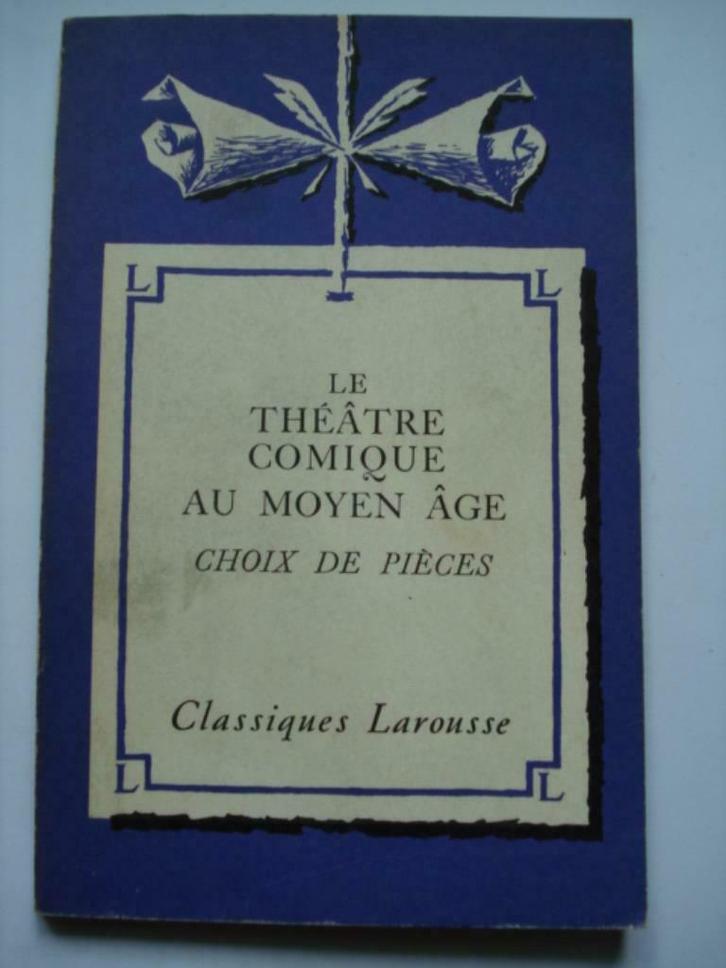 L L
LE
THÉÂTRE
COMIQUE
AU MOYEN ÂGE
CHOIX DE PIÈCES
Classiques Larousse
L L